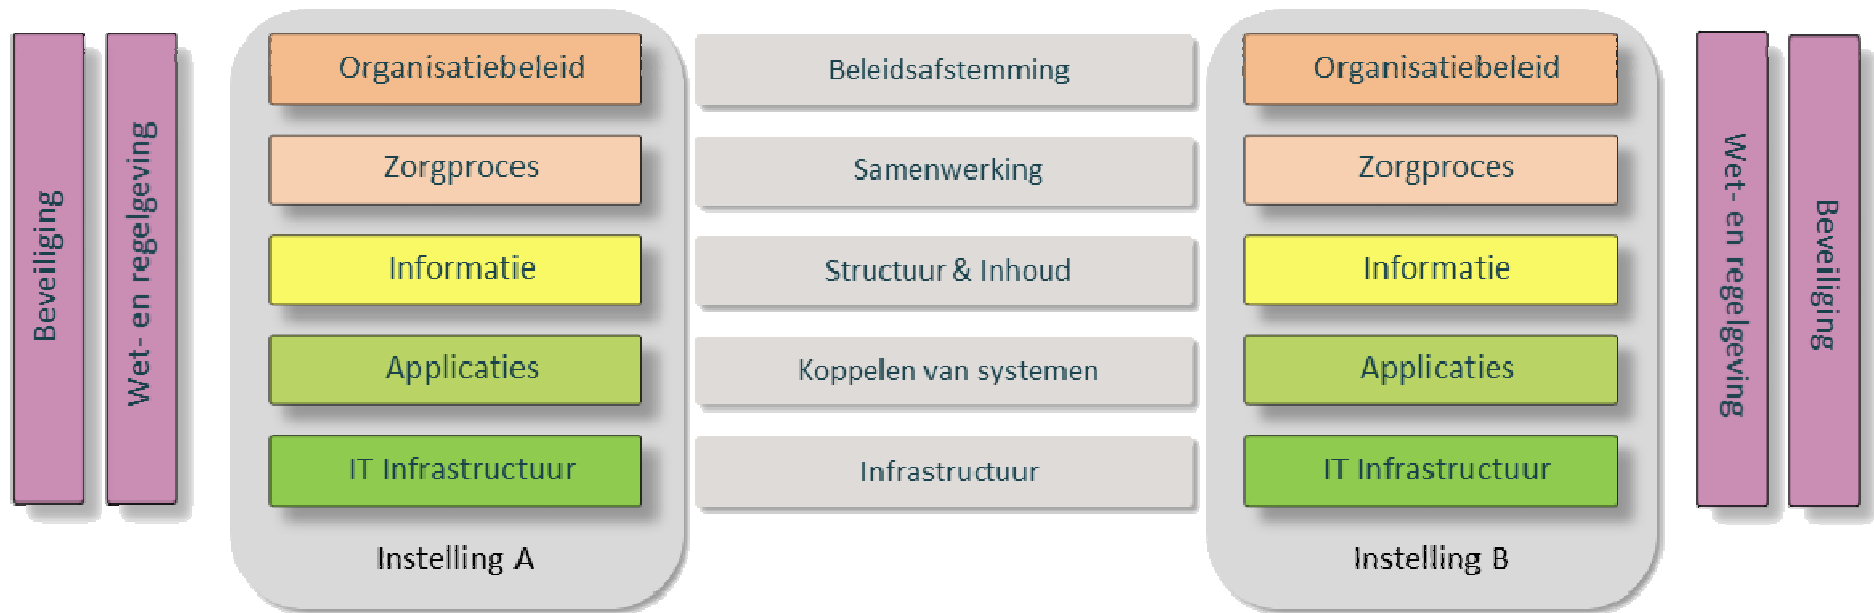 Beveiliging
Wet- en regelgeving
Organisatiebeleid
Zorgproces
Informatie
Applicaties
IT Infrastructuur
Instelling A
Beleidsafstemming
Samenwerking
Structuur & Inhoud
Koppelen van systemen
Infrastructuur
Organisatiebeleid
Zorgproces
Informatie
Applicaties
IT Infrastructuur
Instelling B
Wet- en regelgeving
Beveiliging